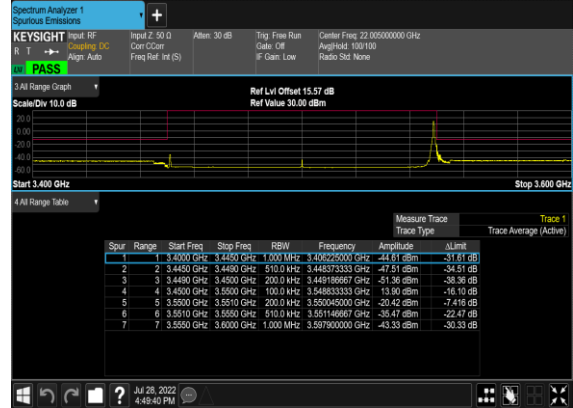 Spectrum Analyzer 1
Spurious Emissions
KEYSIGHT Input: RF Input Z: 50 Ω Atten: 30 dB Trig: Free Run Center Freq: 22.005000000 GHz
R T Coupling: DC Corr CCorr Gate: Off Avg|Hold: 100/100
Align: Auto Freq Ref: Int (S) IF Gain: Low Radio Std: None
PASS
3 All Range Graph Ref Lvl Offset 15.57 dB
Scale/Div 10.0 dB Ref Value 30.00 dBm
20.0
0.00
-20.0
-40.0
-60.0
Start 3.400 GHz Stop 3.600 GHz
4 All Range Table
Measure Trace Trace 1
Trace Type Trace Average (Active)
Spur Range Start Freq Stop Freq RBW Frequency Amplitude ΔLimit
1 1 3.4000 GHz 3.4450 GHz 1.000 MHz 3.406225000 GHz -44.61 dBm -31.61 dB
2 2 3.4450 GHz 3.4490 GHz 510.0 kHz 3.448373333 GHz -47.51 dBm -34.51 dB
3 3 3.4490 GHz 3.4500 GHz 200.0 kHz 3.449186667 GHz -51.36 dBm -38.36 dB
4 4 3.4500 GHz 3.5500 GHz 100.0 kHz 3.548833333 GHz 13.90 dBm -16.10 dB
5 5 3.5500 GHz 3.5510 GHz 200.0 kHz 3.550045000 GHz -20.42 dBm -7.416 dB
6 6 3.5510 GHz 3.5550 GHz 510.0 kHz 3.551146667 GHz -35.47 dBm -22.47 dB
7 7 3.5550 GHz 3.6000 GHz 1.000 MHz 3.597900000 GHz -43.33 dBm -30.33 dB
Jul 28, 2022
4:49:40 PM